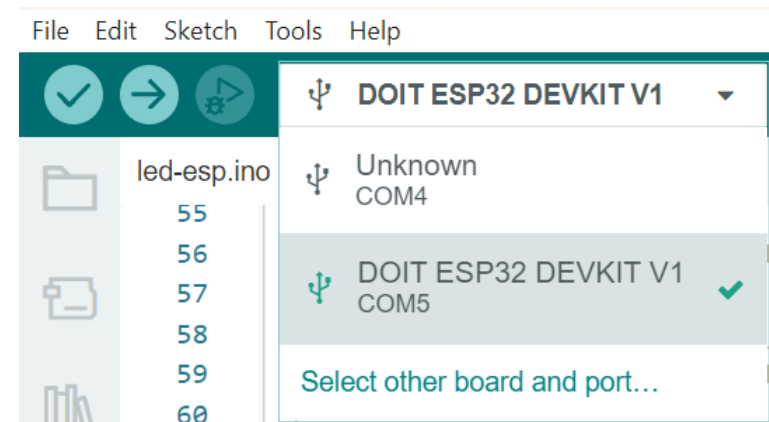 File Edit Sketch Tools Help
DOIT ESP32 DEVKIT V1
led-esp.ino
Unknown
COM4
55
56
57
58
59
60
DOIT ESP32 DEVKIT V1
COM5
Select other board and port...